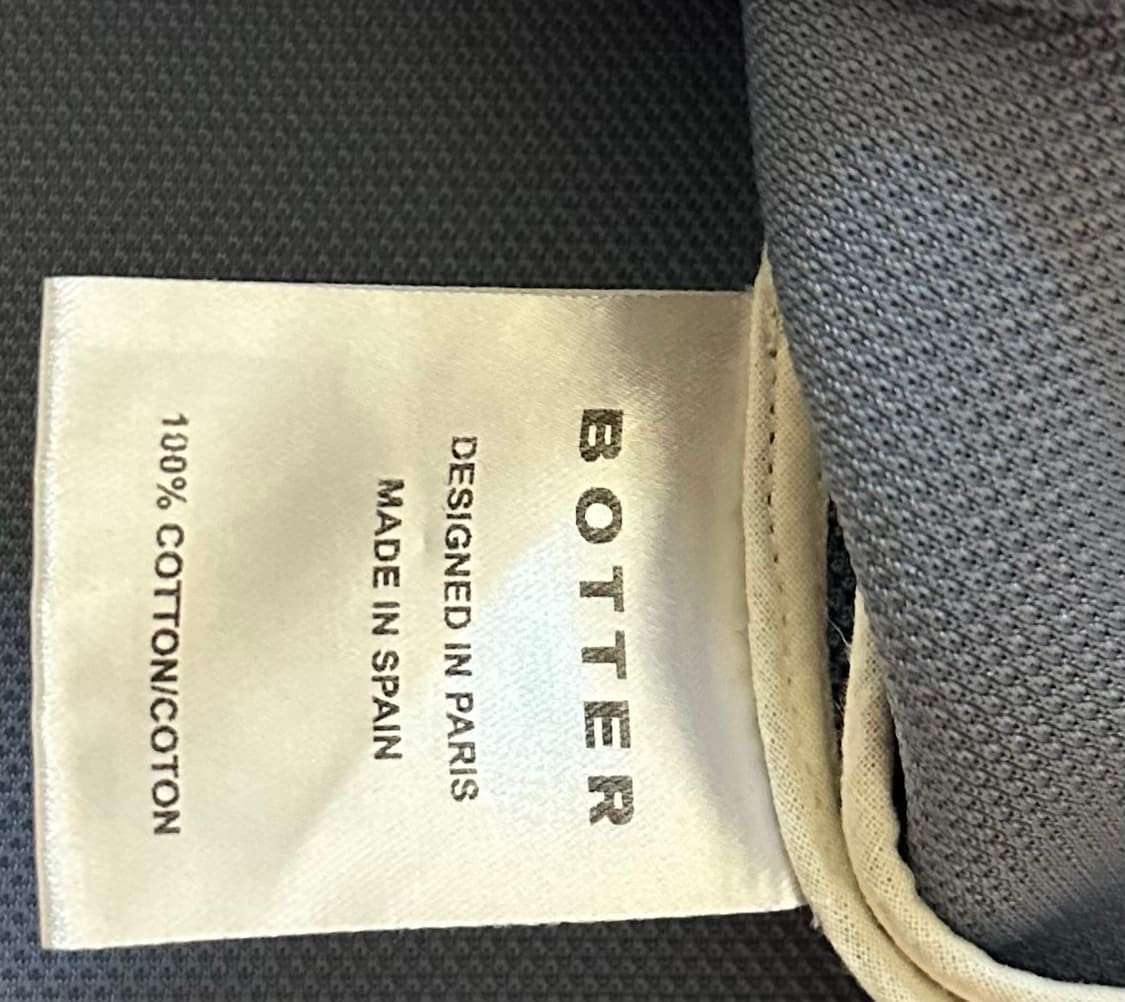 BOTTER
DESIGNED IN PARIS
MADE IN SPAIN
100% COTTON/COTON